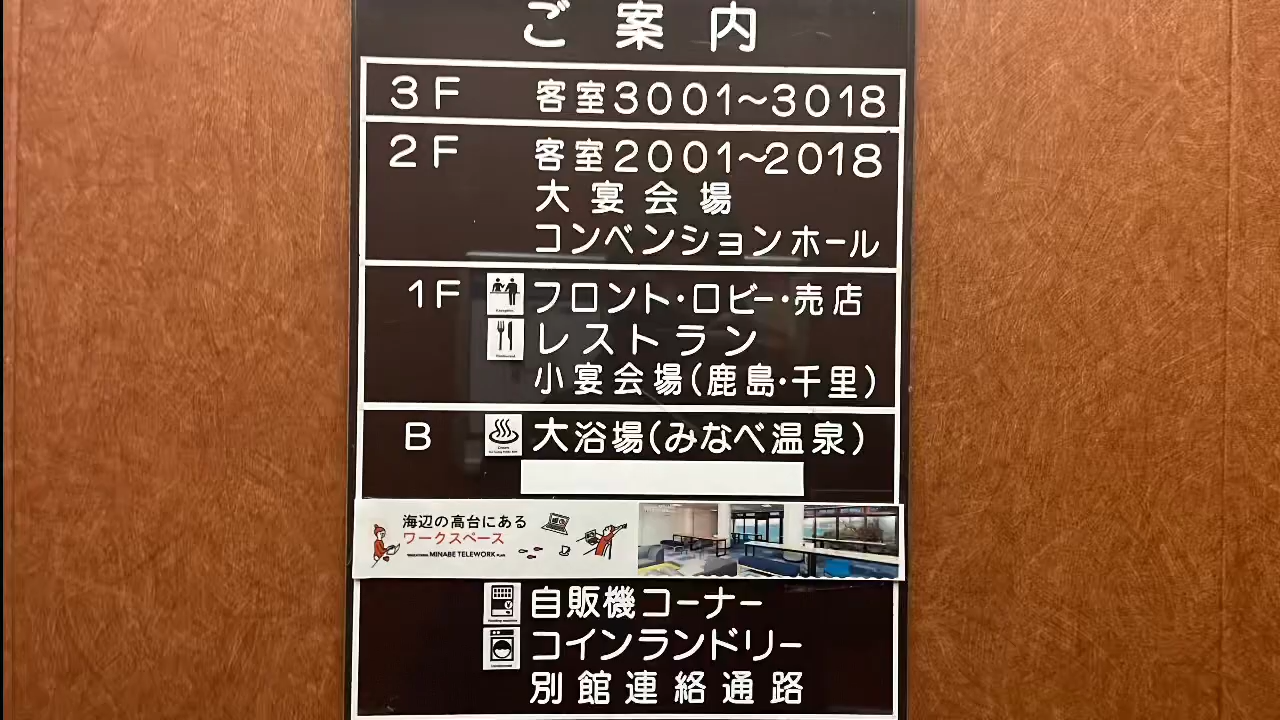 ご案内
3F 客室3001~3018
2F 客室2001~2018
大宴会場
コンベンションホール
1F フロント・ロビー・売店
レストラン
小宴会場(鹿島・千里)
B 大浴場(みなべ温泉)
海辺の高台にある
ワークスペース
MINABE TELEWORK
自販機コーナー
コインランドリー
別館連絡通路